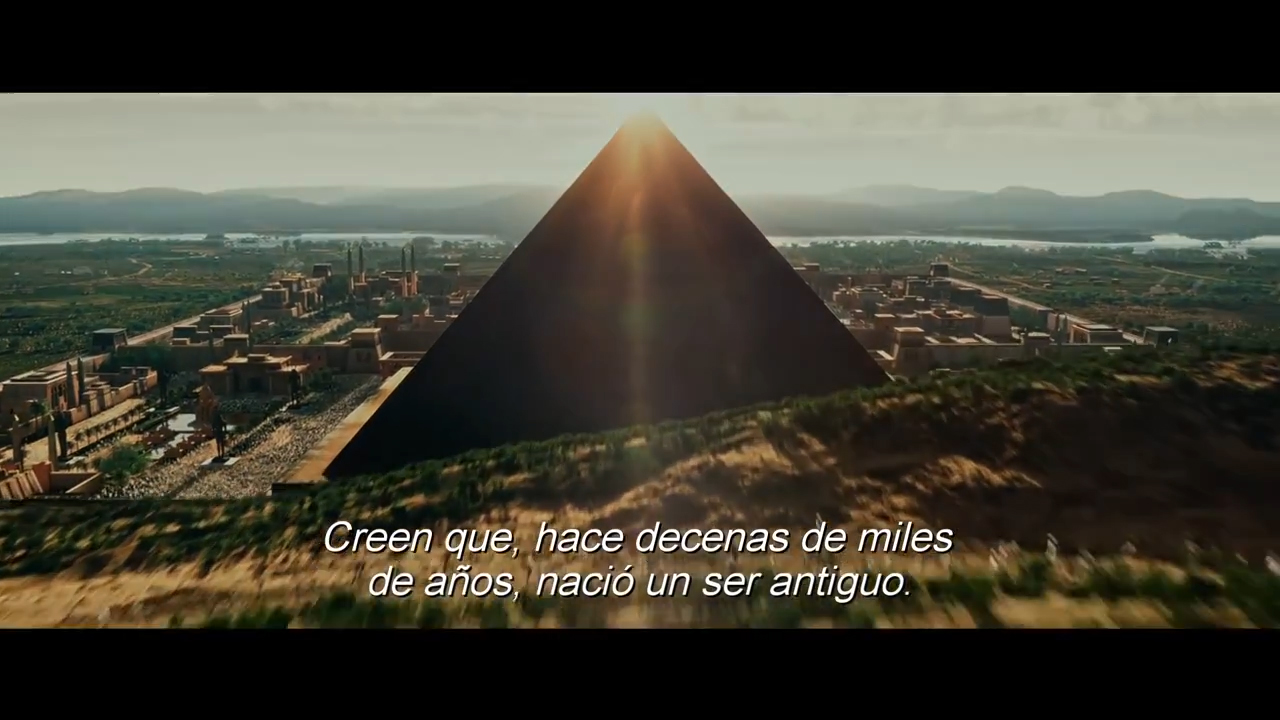 Creen que, hace decenas de miles
de años, nació un ser antiguo.